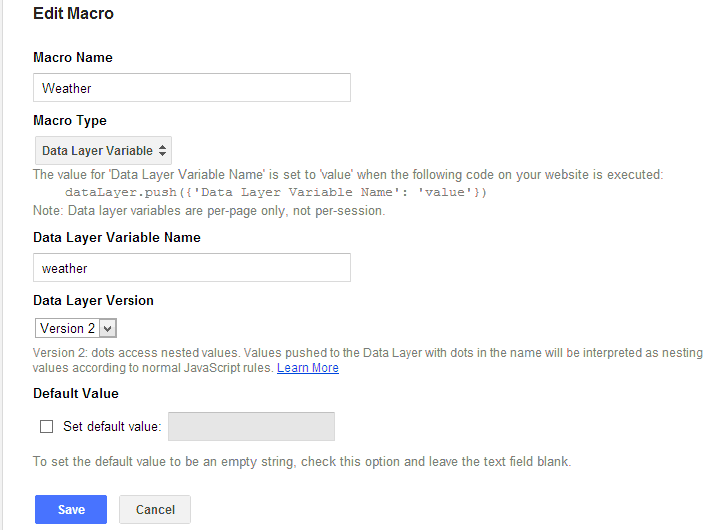 Edit Macro
Macro Name
Weather
Macro Type
Data Layer Variable
The value for 'Data Layer Variable Name' is set to 'value' when the following code on your website is executed:
dataLayer.push({'Data Layer Variable Name': 'value'})
Note: Data layer variables are per-page only, not per-session.
Data Layer Variable Name
weather
Data Layer Version
Version 2
Version 2: dots access nested values. Values pushed to the Data Layer with dots in the name will be interpreted as nesting
values according to normal JavaScript rules. Learn More
Default Value
Set default value:
To set the default value to be an empty string, check this option and leave the text field blank.
Save Cancel